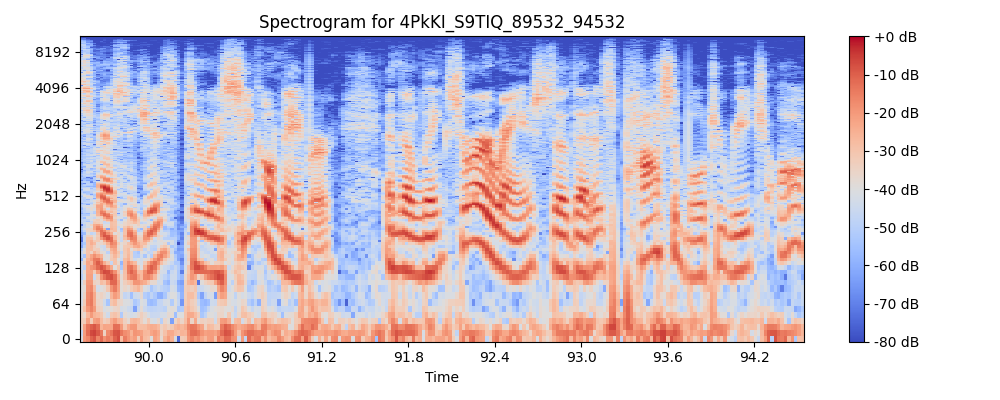 Spectrogram for 4PkKI_S9TIQ_89532_94532
8192
4096
2048
1024
512
256
128
64
0
Hz
90.0 90.6 91.2 91.8 92.4 93.0 93.6 94.2
Time
+0 dB
-10 dB
-20 dB
-30 dB
-40 dB
-50 dB
-60 dB
-70 dB
-80 dB